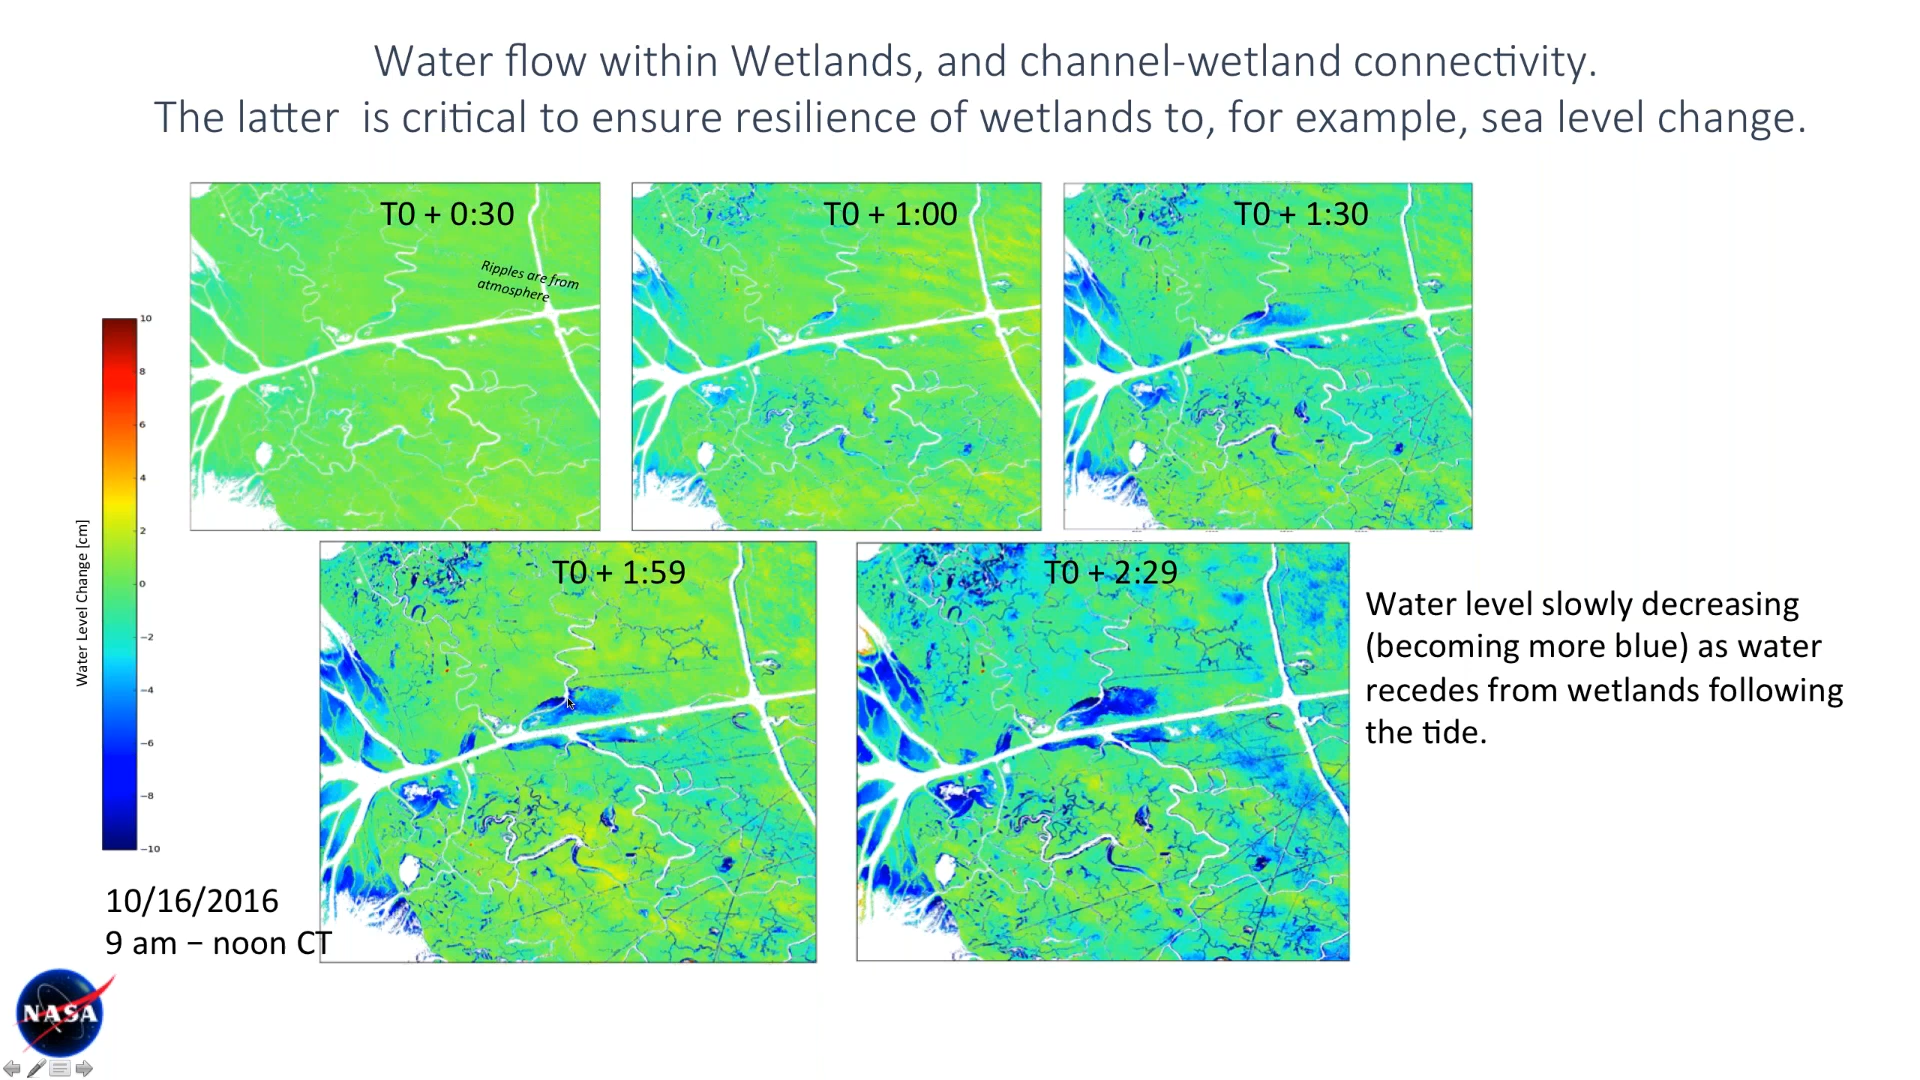 Water flow within Wetlands, and channel-wetland connectivity.
The latter is critical to ensure resilience of wetlands to, for example, sea level change.
T0 + 0:30
T0 + 1:00
T0 + 1:30
Ripples are from
atmosphere
10
8
6
4
2
0
−2
−4
−6
−8
−10
Water Level Change [cm]
T0 + 1:59
T0 + 2:29
Water level slowly decreasing
(becoming more blue) as water
recedes from wetlands following
the tide.
10/16/2016
9 am – noon CT
NASA